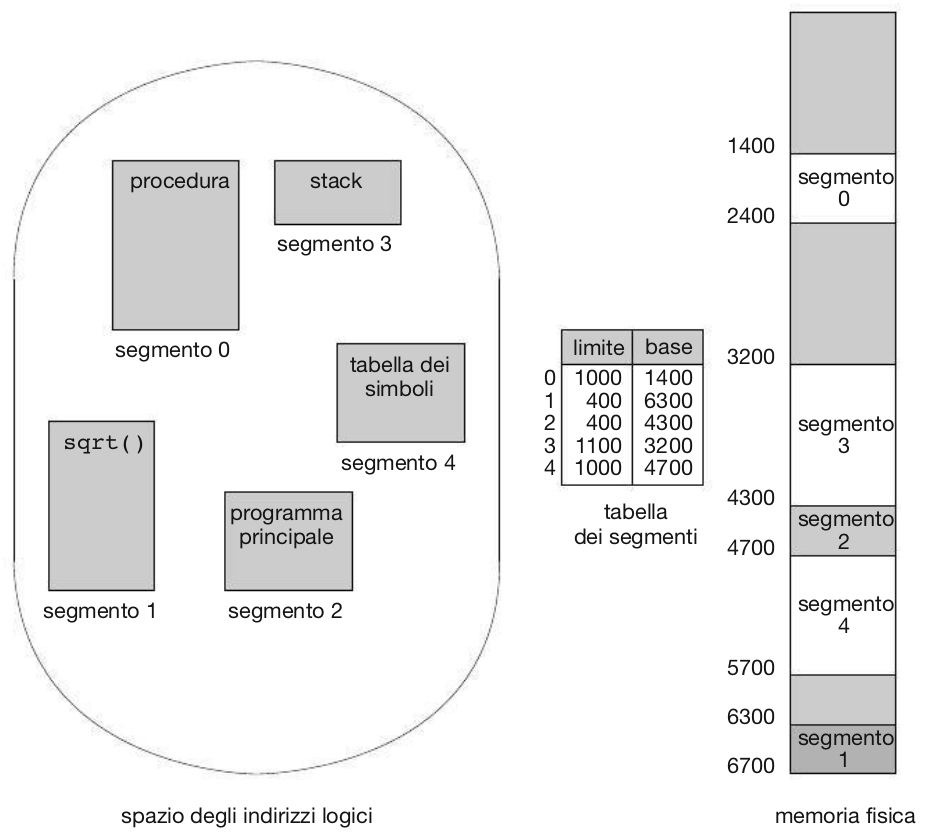 procedura
segmento 0
stack
segmento 3
tabella dei
simboli
segmento 4
sqrt()
segmento 1
programma
principale
segmento 2
spazio degli indirizzi logici
limite base
0 1000 1400
1 400 6300
2 400 4300
3 1100 3200
4 1000 4700
tabella
dei segmenti
1400
segmento
0
2400
3200
segmento
3
4300
segmento
2
4700
segmento
4
5700
6300
segmento
1
6700
memoria fisica